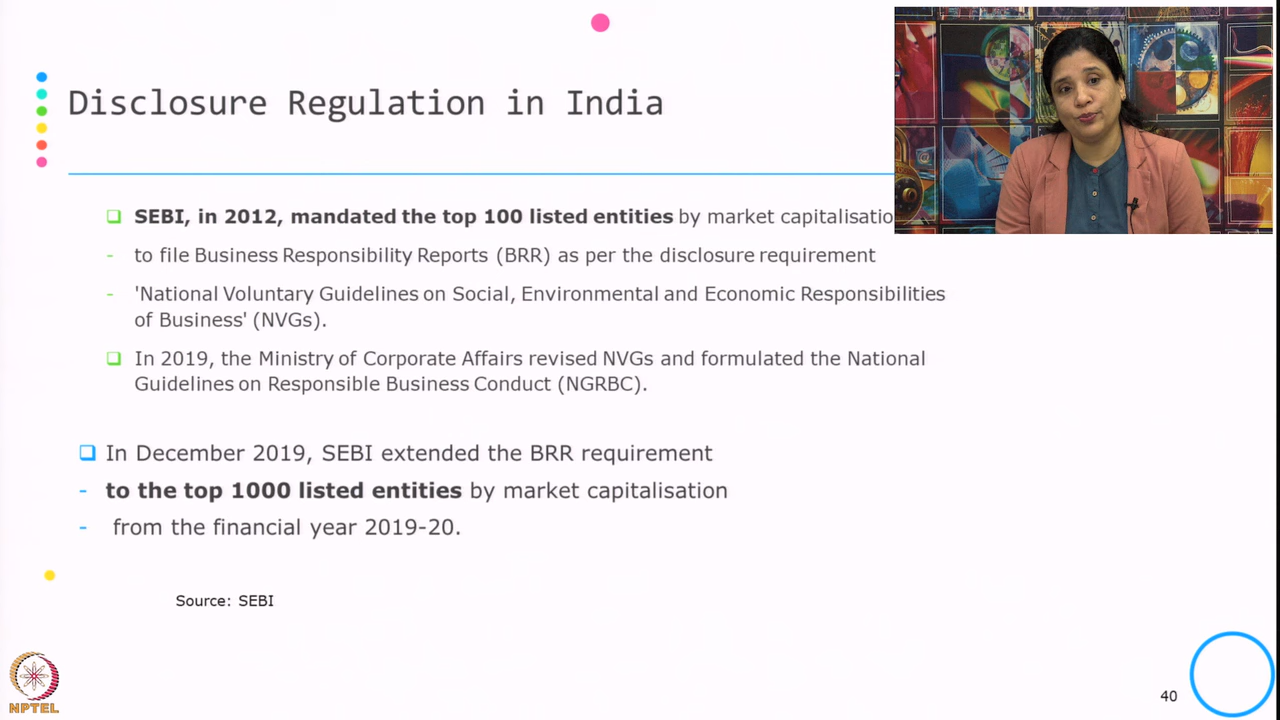 Disclosure Regulation in India
❑ SEBI, in 2012, mandated the top 100 listed entities by market capitalisatio
- to file Business Responsibility Reports (BRR) as per the disclosure requirement
- 'National Voluntary Guidelines on Social, Environmental and Economic Responsibilities
of Business' (NVGs).
❑ In 2019, the Ministry of Corporate Affairs revised NVGs and formulated the National
Guidelines on Responsible Business Conduct (NGRBC).
❑ In December 2019, SEBI extended the BRR requirement
- to the top 1000 listed entities by market capitalisation
- from the financial year 2019-20.
Source: SEBI
NPTEL
40